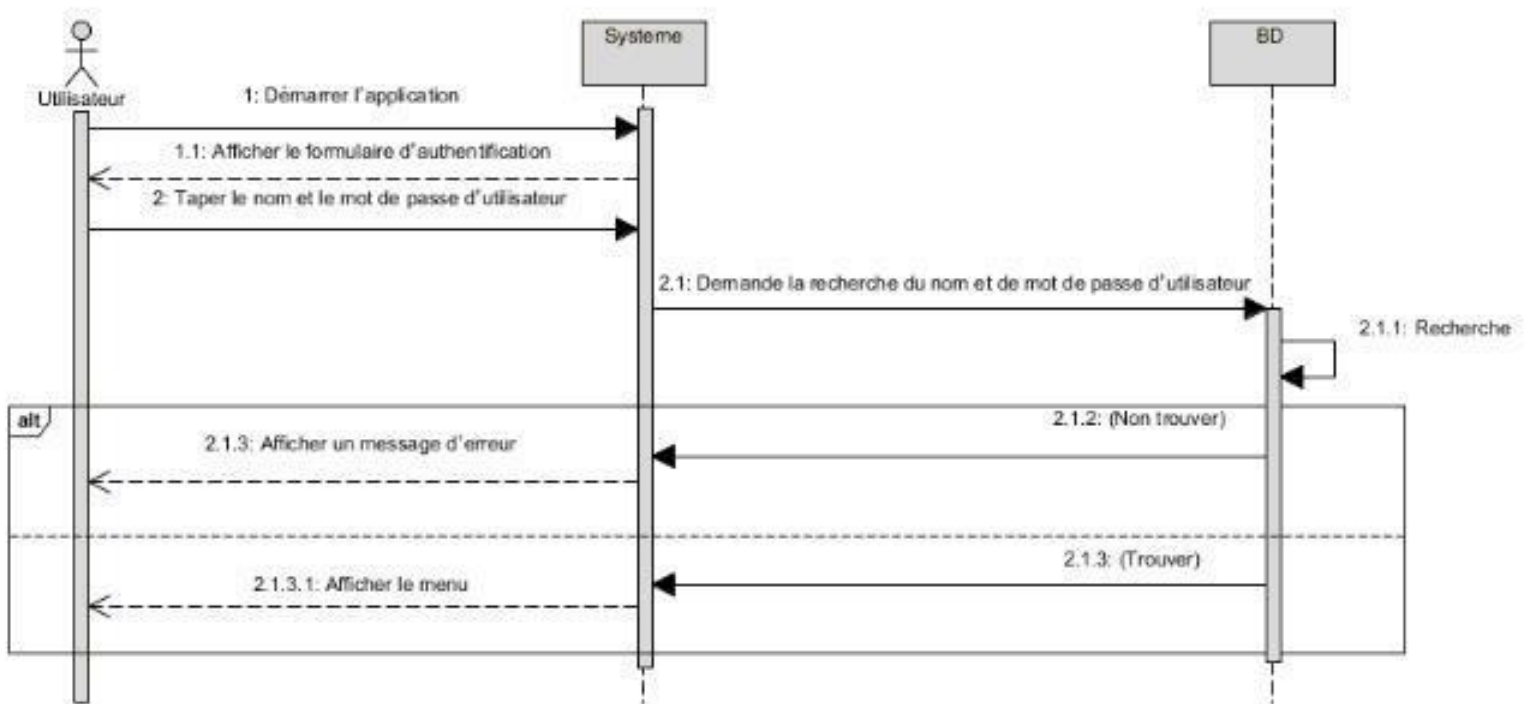 Systeme
BD
Utilisateur
1: Démarrer l'application
1.1: Afficher le formulaire d'authentification
2: Taper le nom et le mot de passe d'utilisateur
2.1: Demande la recherche du nom et de mot de passe d'utilisateur
2.1.1: Recherche
alt
2.1.2: (Non trouver)
2.1.3: Afficher un message d'erreur
2.1.3: (Trouver)
2.1.3.1: Afficher le menu